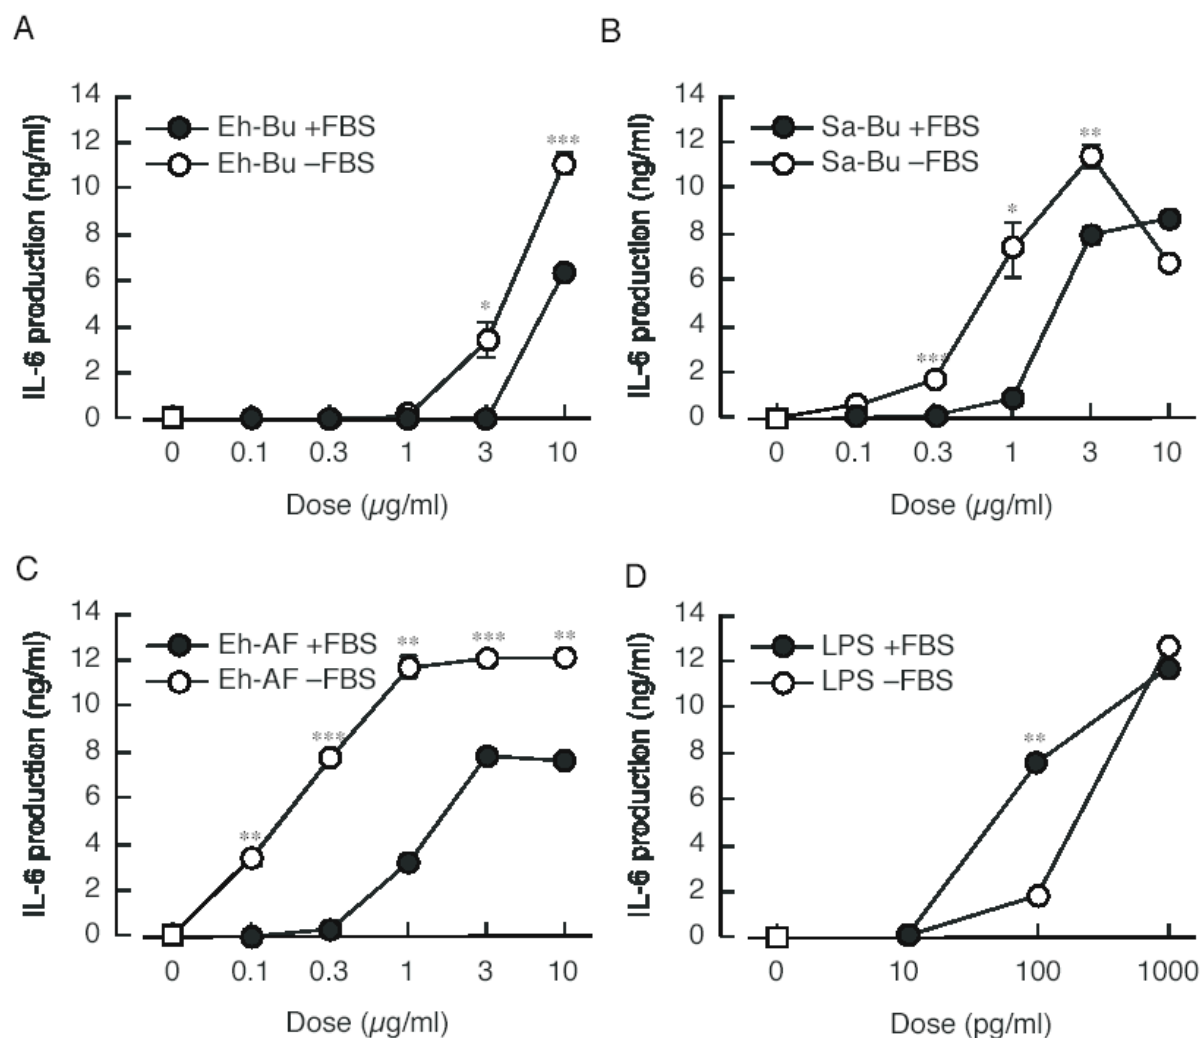 A
14
12
10
8
6
4
2
0
IL-6 production (ng/ml)
Eh-Bu +FBS
Eh-Bu –FBS
*
***
0 0.1 0.3 1 3 10
Dose (µg/ml)
B
14
12
10
8
6
4
2
0
IL-6 production (ng/ml)
Sa-Bu +FBS
Sa-Bu –FBS
***
*
**
0 0.1 0.3 1 3 10
Dose (µg/ml)
C
14
12
10
8
6
4
2
0
IL-6 production (ng/ml)
Eh-AF +FBS
Eh-AF –FBS
**
***
**
***
**
0 0.1 0.3 1 3 10
Dose (µg/ml)
D
14
12
10
8
6
4
2
0
IL-6 production (ng/ml)
LPS +FBS
LPS –FBS
**
0 10 100 1000
Dose (pg/ml)